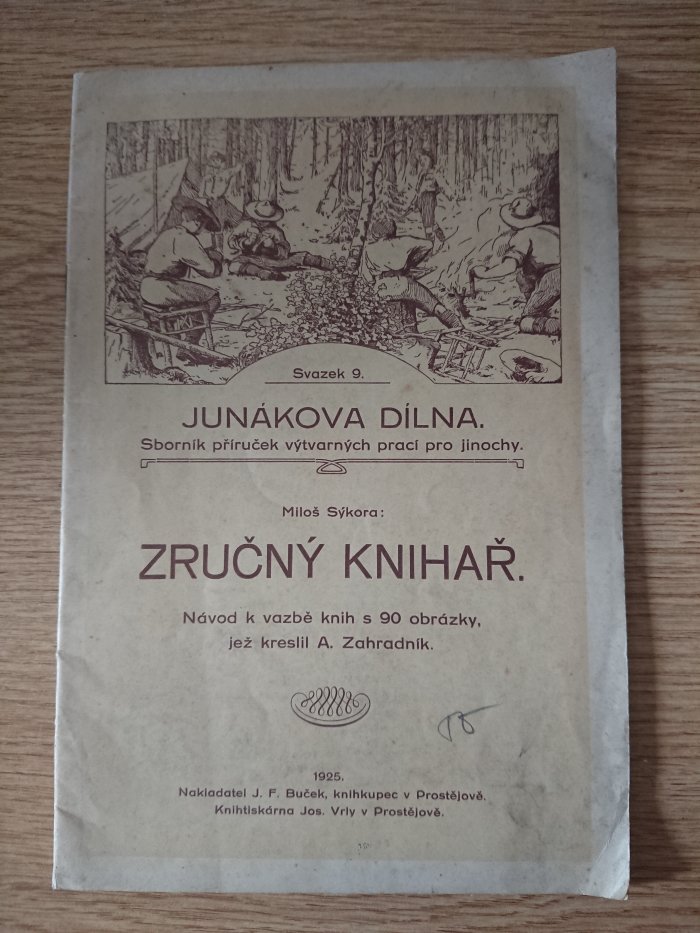 Svazek 9.
JUNÁKOVA DÍLNA.
Sborník příruček výtvarných prací pro jinochy.
Miloš Sýkora:
ZRUČNÝ KNIHAŘ.
Návod k vazbě knih s 90 obrázky,
jež kreslil A. Zahradník.
1925.
Nakladatel J. F. Buček, knihkupec v Prostějově.
Knihtiskárna Jos. Vrly v Prostějově.